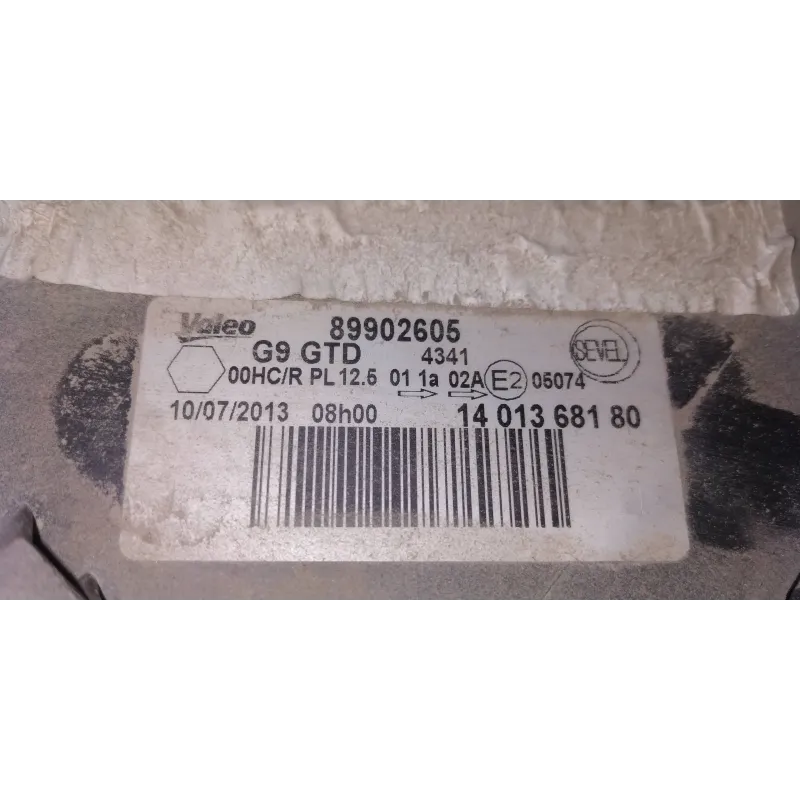 Valeo 89902605
G9 GTD 4341 SEVEL
00HC/R PL 12.5 01 1a 02A E2 05074
10/07/2013 08h00 14 013 681 80